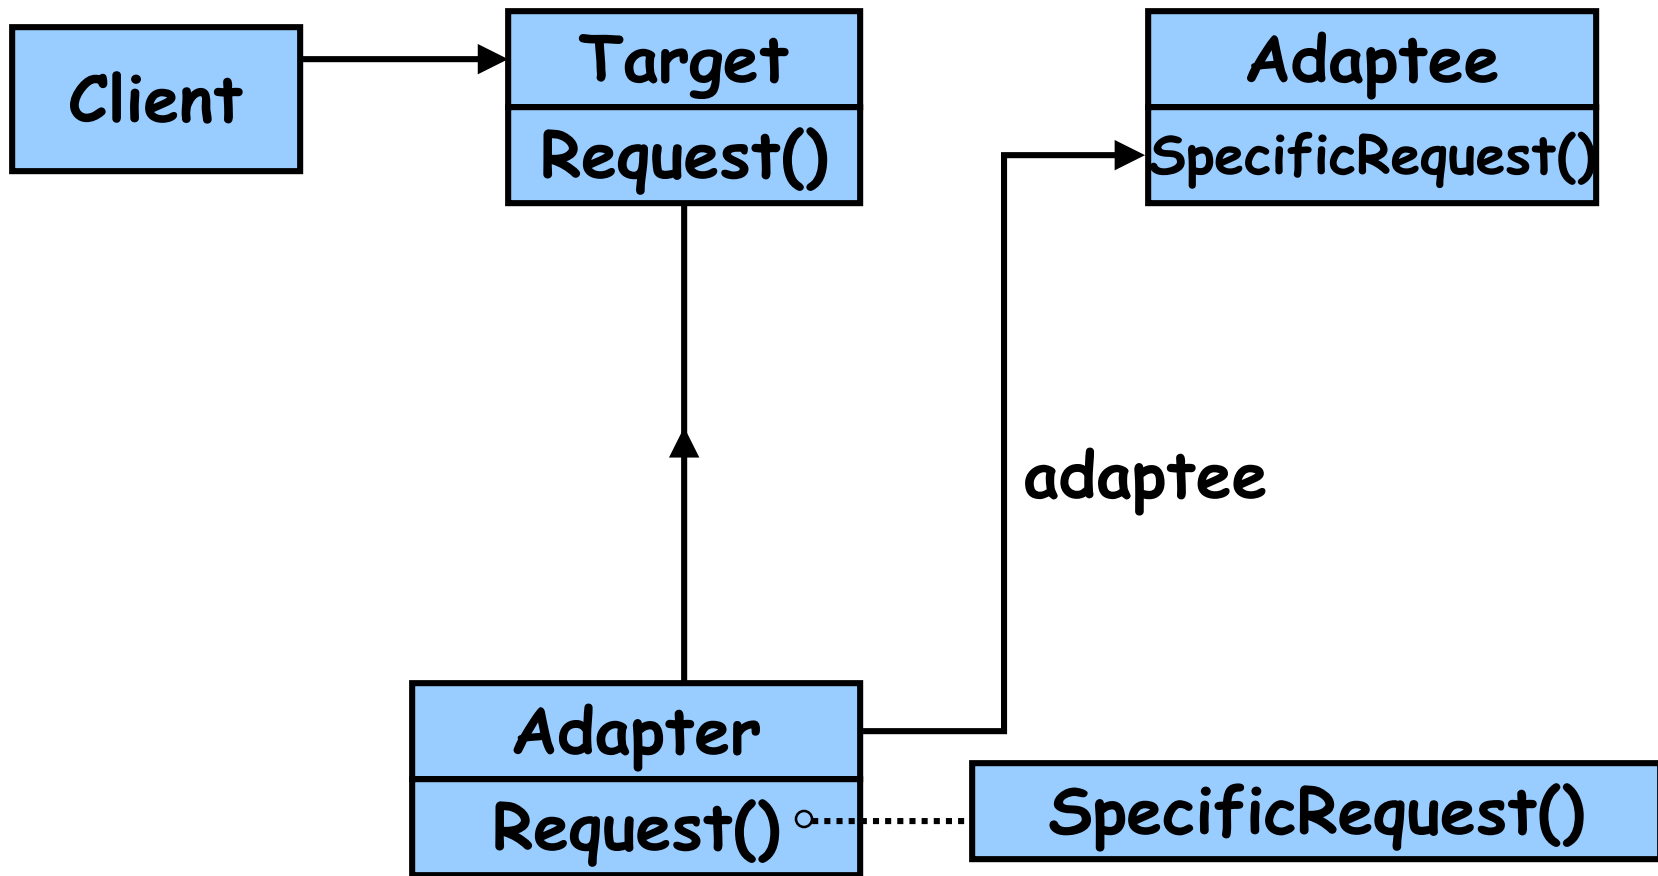 Client
Target
Request()
Adaptee
SpecificRequest()
adaptee
Adapter
Request()
SpecificRequest()